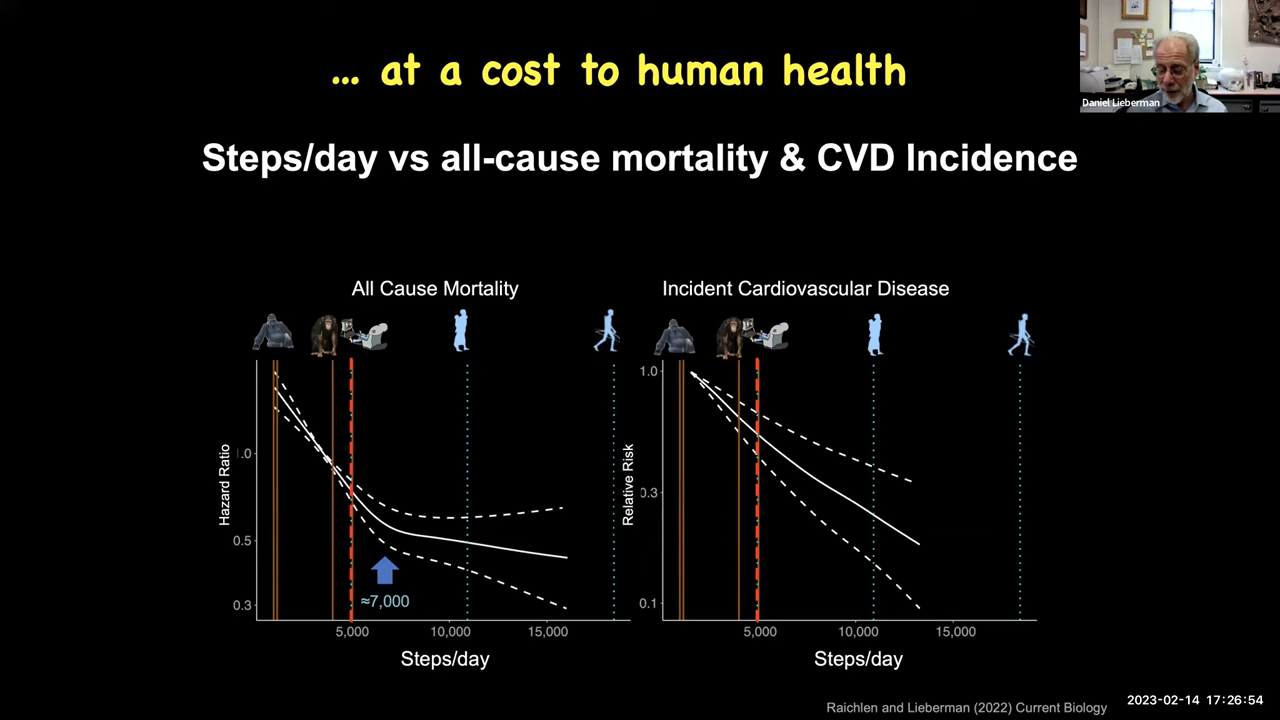 ... at a cost to human health
Daniel Lieberman
Steps/day vs all-cause mortality & CVD Incidence
All Cause Mortality
Incident Cardiovascular Disease
Hazard Ratio
1.0
0.5
0.3
≈7,000
5,000
10,000
15,000
Steps/day
Relative Risk
1.0
0.3
0.1
5,000
10,000
15,000
Steps/day
Raichlen and Lieberman (2022) Current Biology
2023-02-14 17:26:54